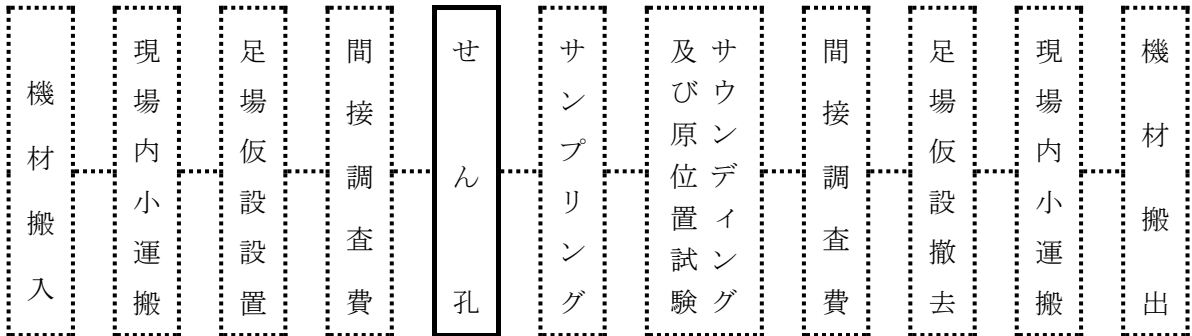 機材搬入
現場内小運搬
足場仮設設置
間接調査費
せん孔
サンプリング
サウンディング
及び原位置試験
間接調査費
足場仮設撤去
現場内小運搬
機材搬出